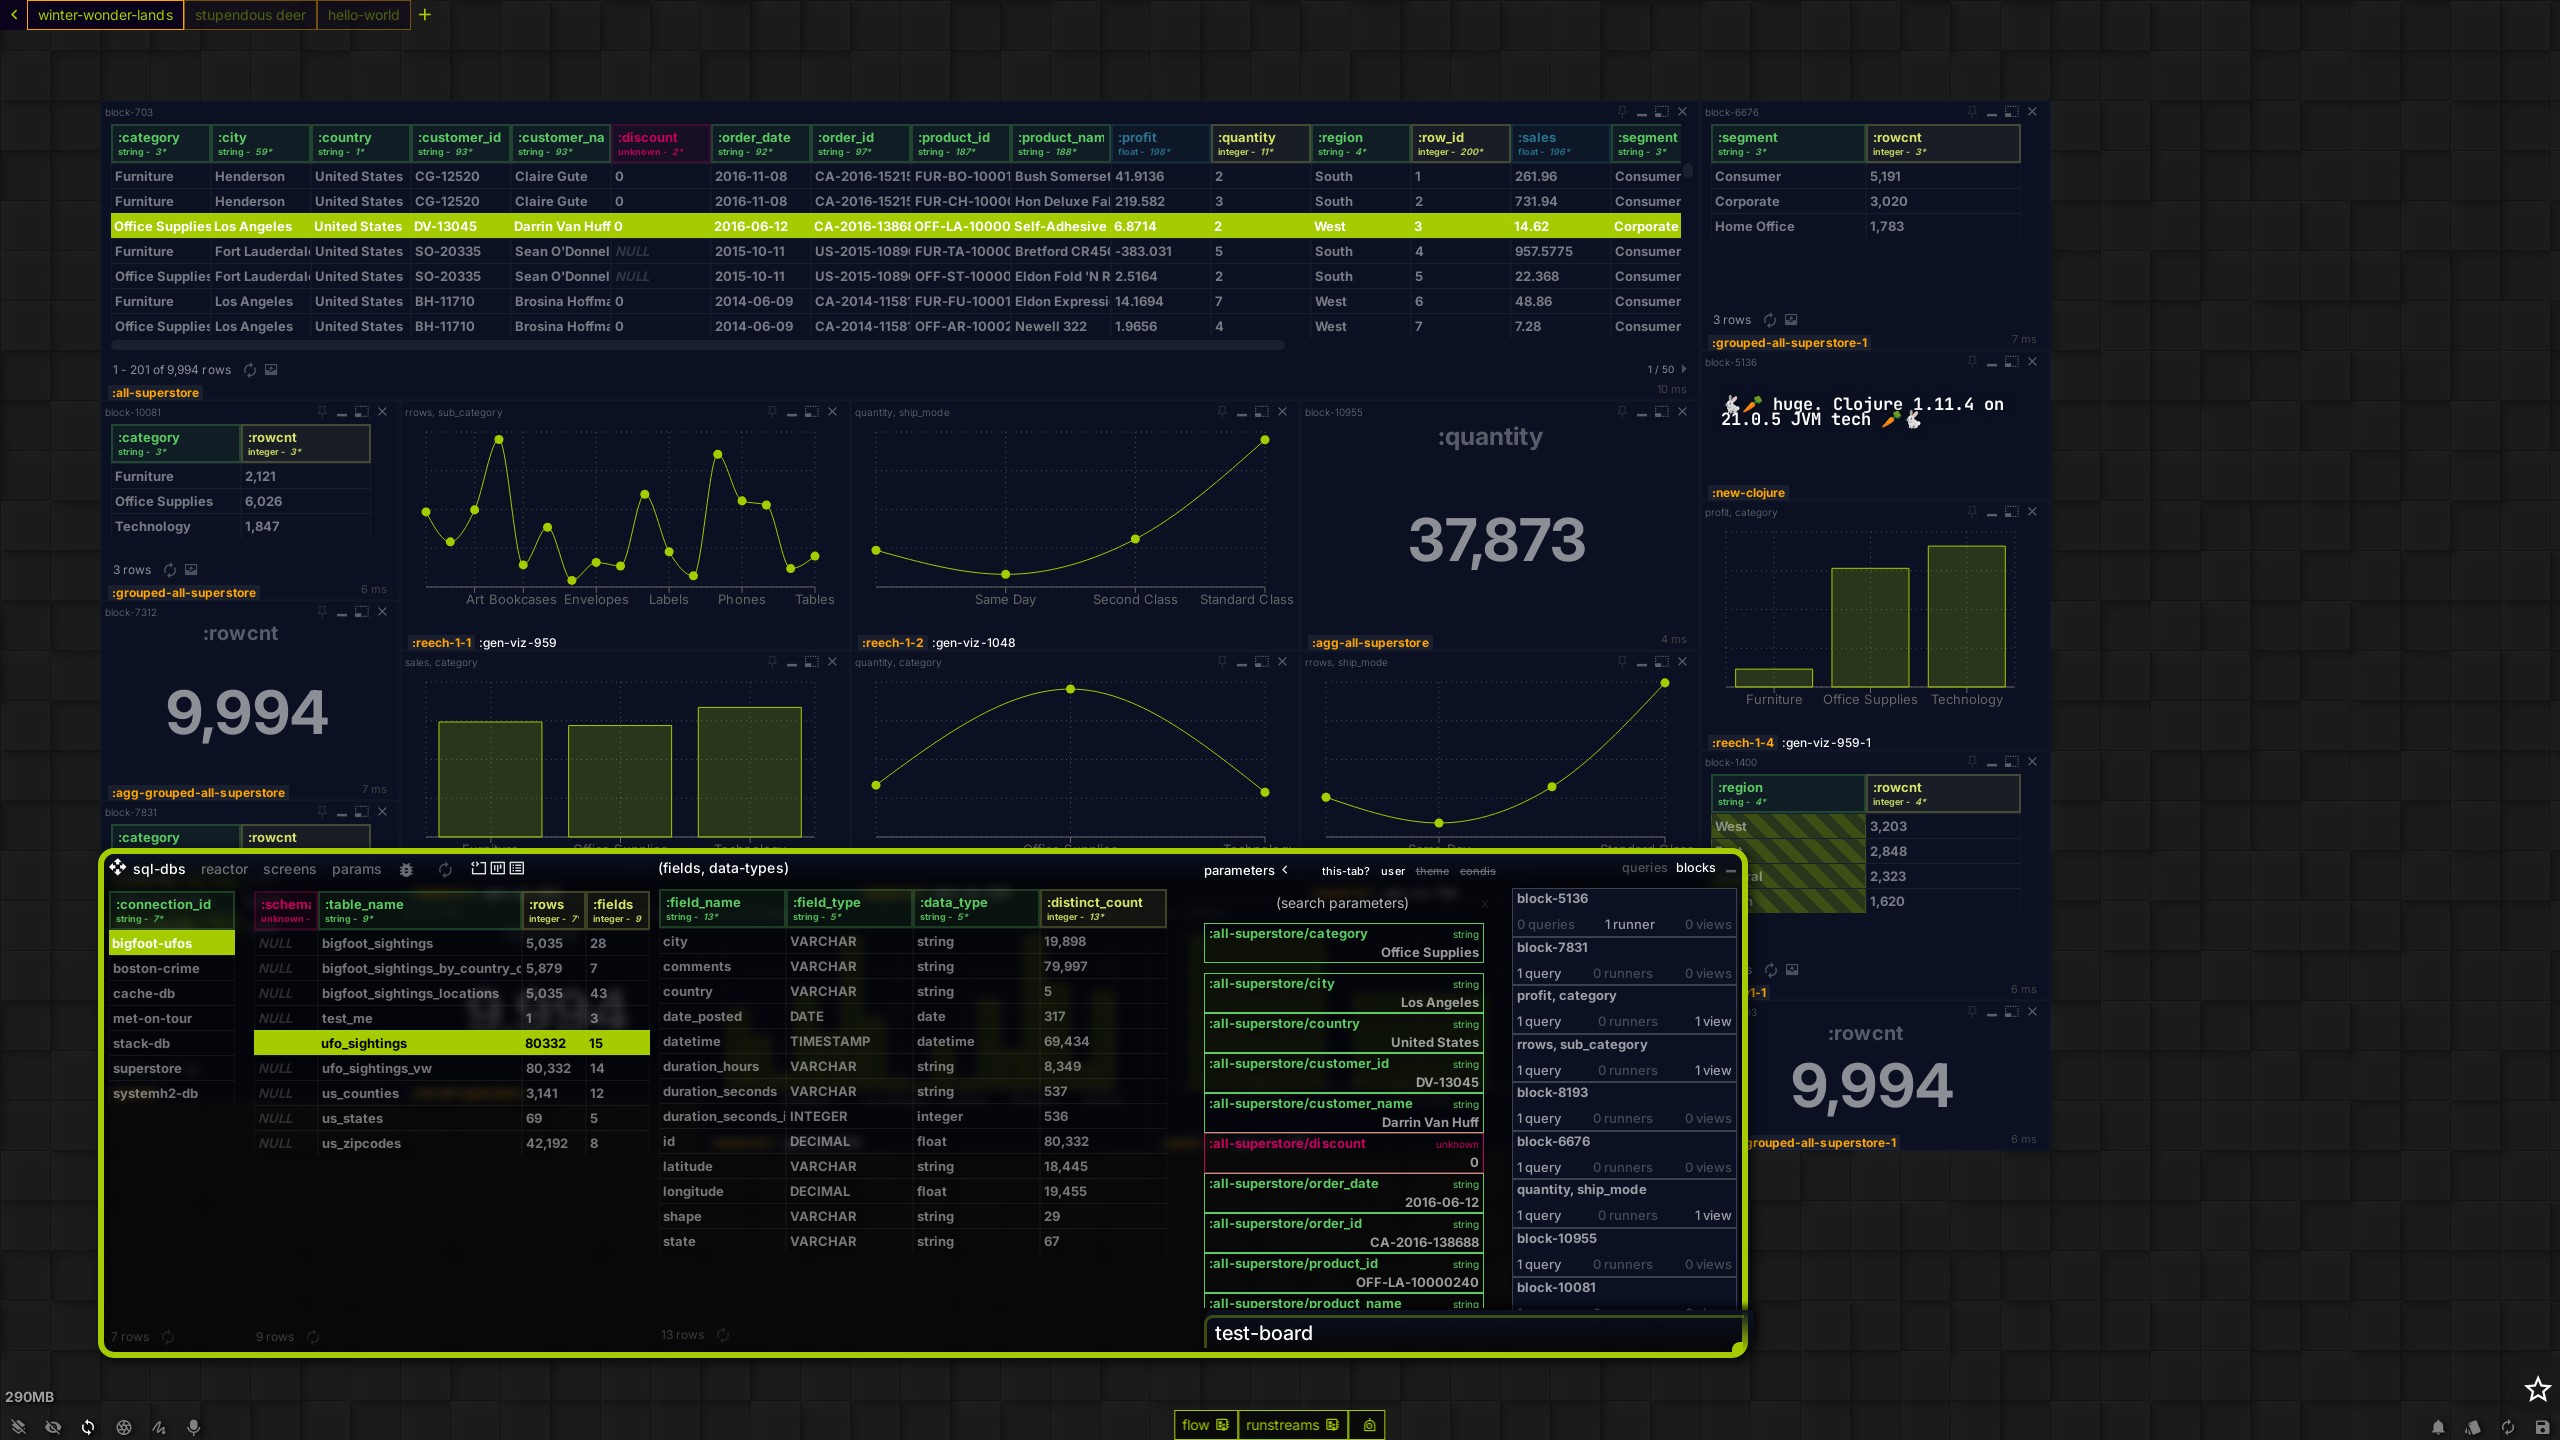 winter-wonder-lands stupendous deer hello-world +
block-703
:category :city :country :customer_id :customer_na :discount :order_date :order_id :product_id :product_nam :profit :quantity :region :row_id :sales :segment
string - 3* string - 59* string - 1* string - 93* string - 93* unknown - 2* string - 92* string - 97* string - 187* string - 188* float - 198* integer - 11* string - 4* integer - 200* float - 196* string - 3*
Furniture Henderson United States CG-12520 Claire Gute 0 2016-11-08 CA-2016-1521 FUR-BO-10001 Bush Somerset 41.9136 2 South 1 261.96 Consumer
Furniture Henderson United States CG-12520 Claire Gute 0 2016-11-08 CA-2016-1521 FUR-CH-1000 Hon Deluxe Fa 219.582 3 South 2 731.94 Consumer
Office Supplies Los Angeles United States DV-13045 Darrin Van Huff 0 2016-06-12 CA-2016-1386 OFF-LA-10000 Self-Adhesive 6.8714 2 West 3 14.62 Corporate
Furniture Fort Lauderdal United States SO-20335 Sean O'Donnel NULL 2015-10-11 US-2015-1089 FUR-TA-1000 Bretford CR45 -383.031 5 South 4 957.5775 Consumer
Office Supplies Fort Lauderdal United States SO-20335 Sean O'Donnel NULL 2015-10-11 US-2015-1089 OFF-ST-1000 Eldon Fold 'N R 2.5164 2 South 5 22.368 Consumer
Furniture Los Angeles United States BH-11710 Brosina Hoffma 0 2014-06-09 CA-2014-1158 FUR-FU-10001 Eldon Expressi 14.1694 7 West 6 48.86 Consumer
Office Supplies Los Angeles United States BH-11710 Brosina Hoffma 0 2014-06-09 CA-2014-1158 OFF-AR-10002 Newell 322 1.9656 4 West 7 7.28 Consumer
1 - 201 of 9,994 rows 1 / 50
10 ms
:all-superstore
block-6676
:segment :rowcnt
string - 3* integer - 3*
Consumer 5,191
Corporate 3,020
Home Office 1,783
3 rows
:grouped-all-superstore-1 7 ms
block-5136
🐇🥕 huge. Clojure 1.11.4 on
21.0.5 JVM tech 🥕🐇
:new-clojure
block-10081
:category :rowcnt
string - 3* integer - 3*
Furniture 2,121
Office Supplies 6,026
Technology 1,847
3 rows
:grouped-all-superstore 6 ms
rrows, sub_category
Art Bookcases Envelopes Labels Phones Tables
:reech-1-1 :gen-viz-959
quantity, ship_mode
Same Day Second Class Standard Class
:reech-1-2 :gen-viz-1048
block-10955
:quantity
37,873
:agg-all-superstore 4 ms
profit, category
Furniture Office Supplies Technology
:reech-1-4 :gen-viz-959-1
block-7312
:rowcnt
9,994
:agg-grouped-all-superstore 7 ms
sales, category
Furniture Office Supplies Technology
quantity, category
Office Supplies Technology
rrows, ship_mode
Same Day Standard Class
block-1400
:region :rowcnt
string - 4* integer - 4*
West 3,203
2,848
ral 2,323
1,620
6 ms
block-7831
:category :rowcnt
:rowcnt
9,994
grouped-all-superstore-1 6 ms
sql-dbs reactor screens params
:connection_id
string - 7*
bigfoot-ufos
boston-crime
cache-db
met-on-tour
stack-db
superstore
systemh2-db
7 rows
:schema :table_name :rows :fields
unknown - string - 9* integer - 7 integer - 9
NULL bigfoot_sightings 5,035 28
NULL bigfoot_sightings_by_country_c 5,879 7
NULL bigfoot_sightings_locations 5,035 43
NULL test_me 1 3
ufo_sightings 80332 15
NULL ufo_sightings_vw 80,332 14
NULL us_counties 3,141 12
NULL us_states 69 5
NULL us_zipcodes 42,192 8
9 rows
(fields, data-types)
:field_name :field_type :data_type :distinct_count
string - 13* string - 5* string - 5* integer - 13*
city VARCHAR string 19,898
comments VARCHAR string 79,997
country VARCHAR string 5
date_posted DATE date 317
datetime TIMESTAMP datetime 69,434
duration_hours VARCHAR string 8,349
duration_seconds VARCHAR string 537
duration_seconds_i INTEGER integer 536
id DECIMAL float 80,332
latitude VARCHAR string 18,445
longitude DECIMAL float 19,455
shape VARCHAR string 29
state VARCHAR string 67
13 rows
parameters this-tab? user theme condis
(search parameters) x
:all-superstore/category string
Office Supplies
:all-superstore/city string
Los Angeles
:all-superstore/country string
United States
:all-superstore/customer_id string
DV-13045
:all-superstore/customer_name string
Darrin Van Huff
:all-superstore/discount unknown
0
:all-superstore/order_date string
2016-06-12
:all-superstore/order_id string
CA-2016-138688
:all-superstore/product_id string
OFF-LA-10000240
:all-superstore/product_name string
queries blocks
block-5136
0 queries 1 runner 0 views
block-7831
1 query 0 runners 0 views
profit, category
1 query 0 runners 1 view
rrows, sub_category
1 query 0 runners 1 view
block-8193
1 query 0 runners 0 views
block-6676
1 query 0 runners 0 views
quantity, ship_mode
1 query 0 runners 1 view
block-10955
1 query 0 runners 0 views
block-10081
test-board
290MB
flow runstreams